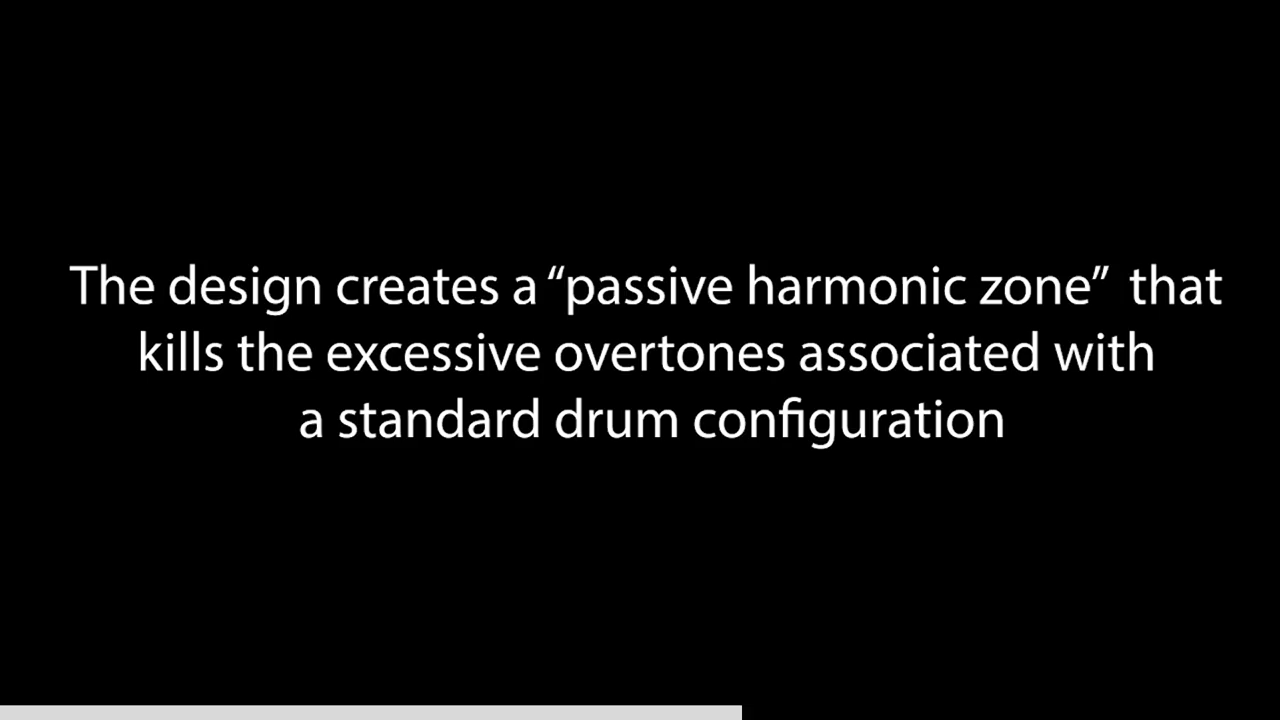 The design creates a “passive harmonic zone”  that
kills the excessive overtones associated with
a standard drum configuration